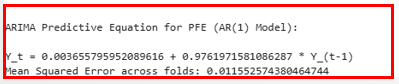 ARIMA Predictive Equation for PFE (AR(1) Model):
Y_t = 0.003655795952089616 + 0.9761971581086287 * Y_(t-1)
Mean Squared Error across folds: 0.011552574380464744